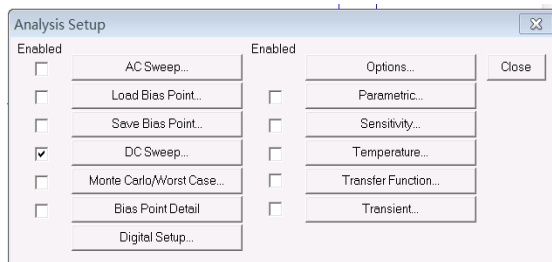 Analysis Setup
Enabled Enabled
AC Sweep... Options... Close
Load Bias Point... Parametric...
Save Bias Point... Sensitivity...
DC Sweep... Temperature...
Monte Carlo/Worst Case... Transfer Function...
Bias Point Detail Transient...
Digital Setup...